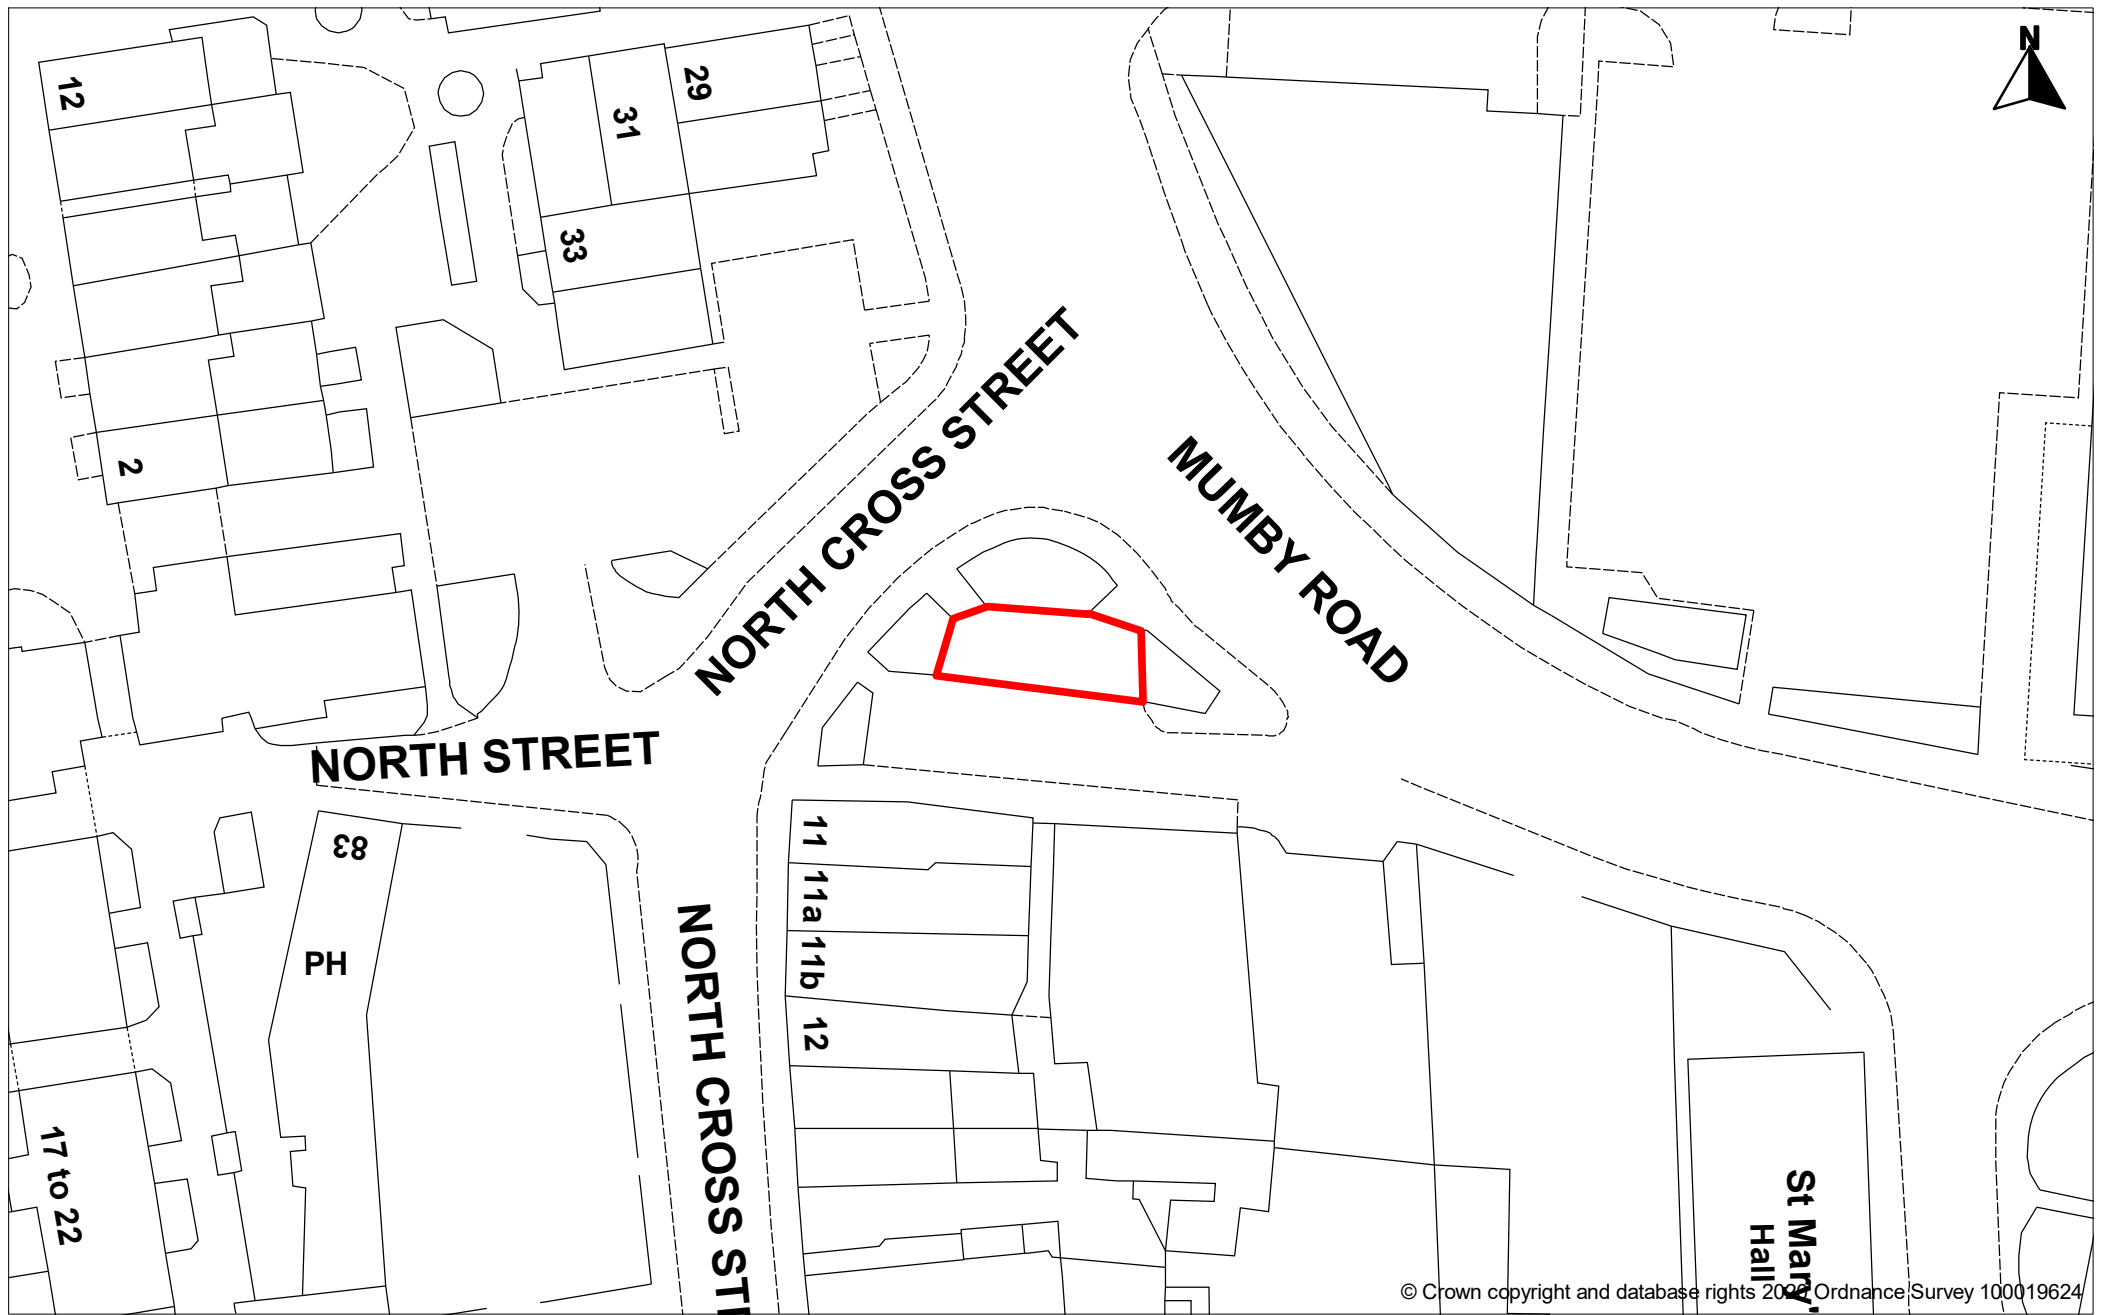 N
12
29
31
33
2
NORTH CROSS STREET
MUMBY ROAD
NORTH STREET
83
PH
11
11a
11b
12
NORTH CROSS
17 to 22
St Mary'
Hall
© Crown copyright and database rights 2020 Ordnance Survey 100019624